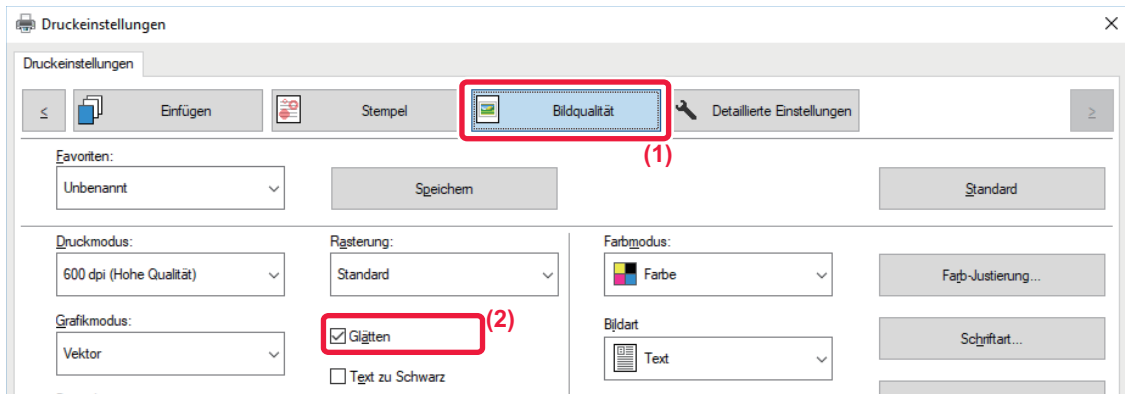 Druckeinstellungen
Druckeinstellungen
< Einfügen Stempel Bildqualität Detaillierte Einstellungen >
(1)
Favoriten:
Unbenannt Speichern Standard
Druckmodus: Rasterung: Farbmodus:
600 dpi (Hohe Qualität) Standard Farbe Farb-Justierung...
Grafikmodus: (2) Bildart
Glätten Schriftart...
Vektor Text
Text zu Schwarz